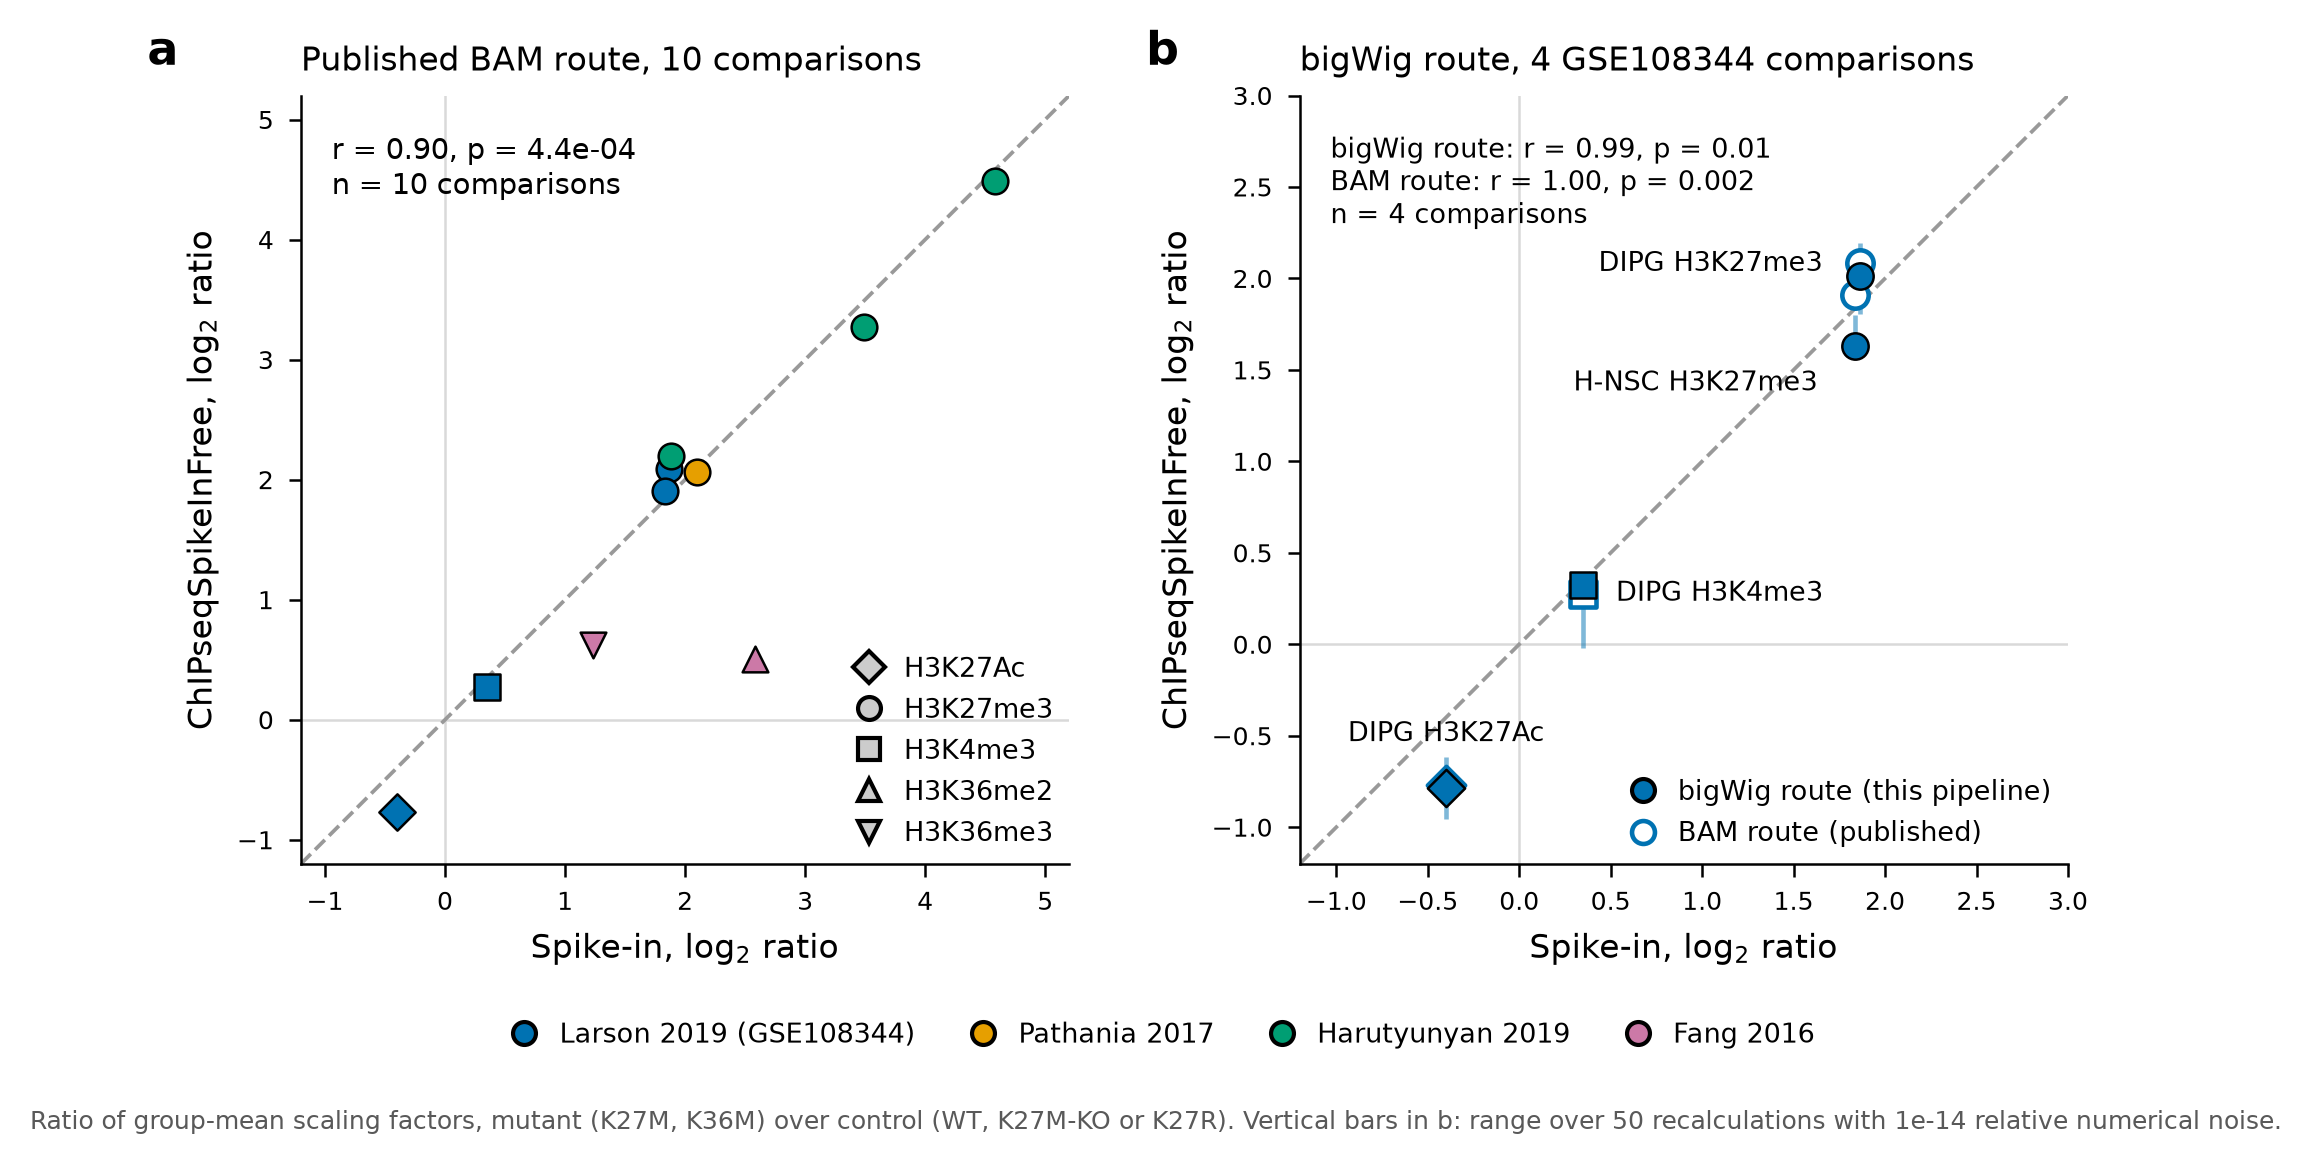 a
Published BAM route, 10 comparisons
r = 0.90, p = 4.4e-04
n = 10 comparisons
5
4
3
2
1
0
−1
ChIPseqSpikeInFree, log₂ ratio
H3K27Ac
H3K27me3
H3K4me3
H3K36me2
H3K36me3
−1 0 1 2 3 4 5
Spike-in, log₂ ratio
b
bigWig route, 4 GSE108344 comparisons
bigWig route: r = 0.99, p = 0.01
BAM route: r = 1.00, p = 0.002
n = 4 comparisons
3.0
2.5
2.0
1.5
1.0
0.5
0.0
−0.5
−1.0
ChIPseqSpikeInFree, log₂ ratio
DIPG H3K27me3
H-NSC H3K27me3
DIPG H3K4me3
DIPG H3K27Ac
bigWig route (this pipeline)
BAM route (published)
−1.0 −0.5 0.0 0.5 1.0 1.5 2.0 2.5 3.0
Spike-in, log₂ ratio
Larson 2019 (GSE108344) Pathania 2017 Harutyunyan 2019 Fang 2016
Ratio of group-mean scaling factors, mutant (K27M, K36M) over control (WT, K27M-KO or K27R). Vertical bars in b: range over 50 recalculations with 1e-14 relative numerical noise.